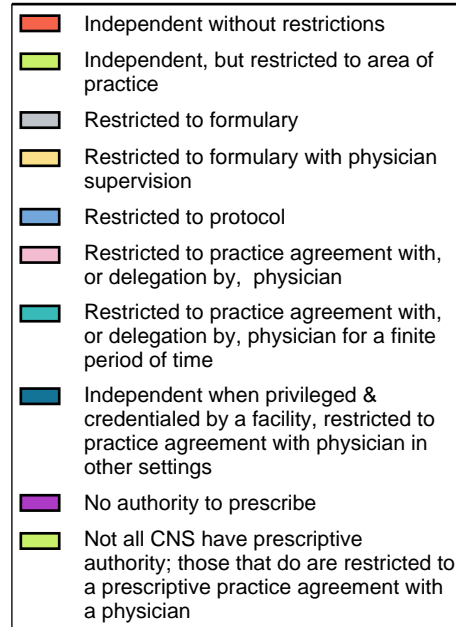 Independent without restrictions
Independent, but restricted to area of
practice
Restricted to formulary
Restricted to formulary with physician
supervision
Restricted to protocol
Restricted to practice agreement with,
or delegation by, physician
Restricted to practice agreement with,
or delegation by, physician for a finite
period of time
Independent when privileged &
credentialed by a facility, restricted to
practice agreement with physician in
other settings
No authority to prescribe
Not all CNS have prescriptive
authority; those that do are restricted to
a prescriptive practice agreement with
a physician